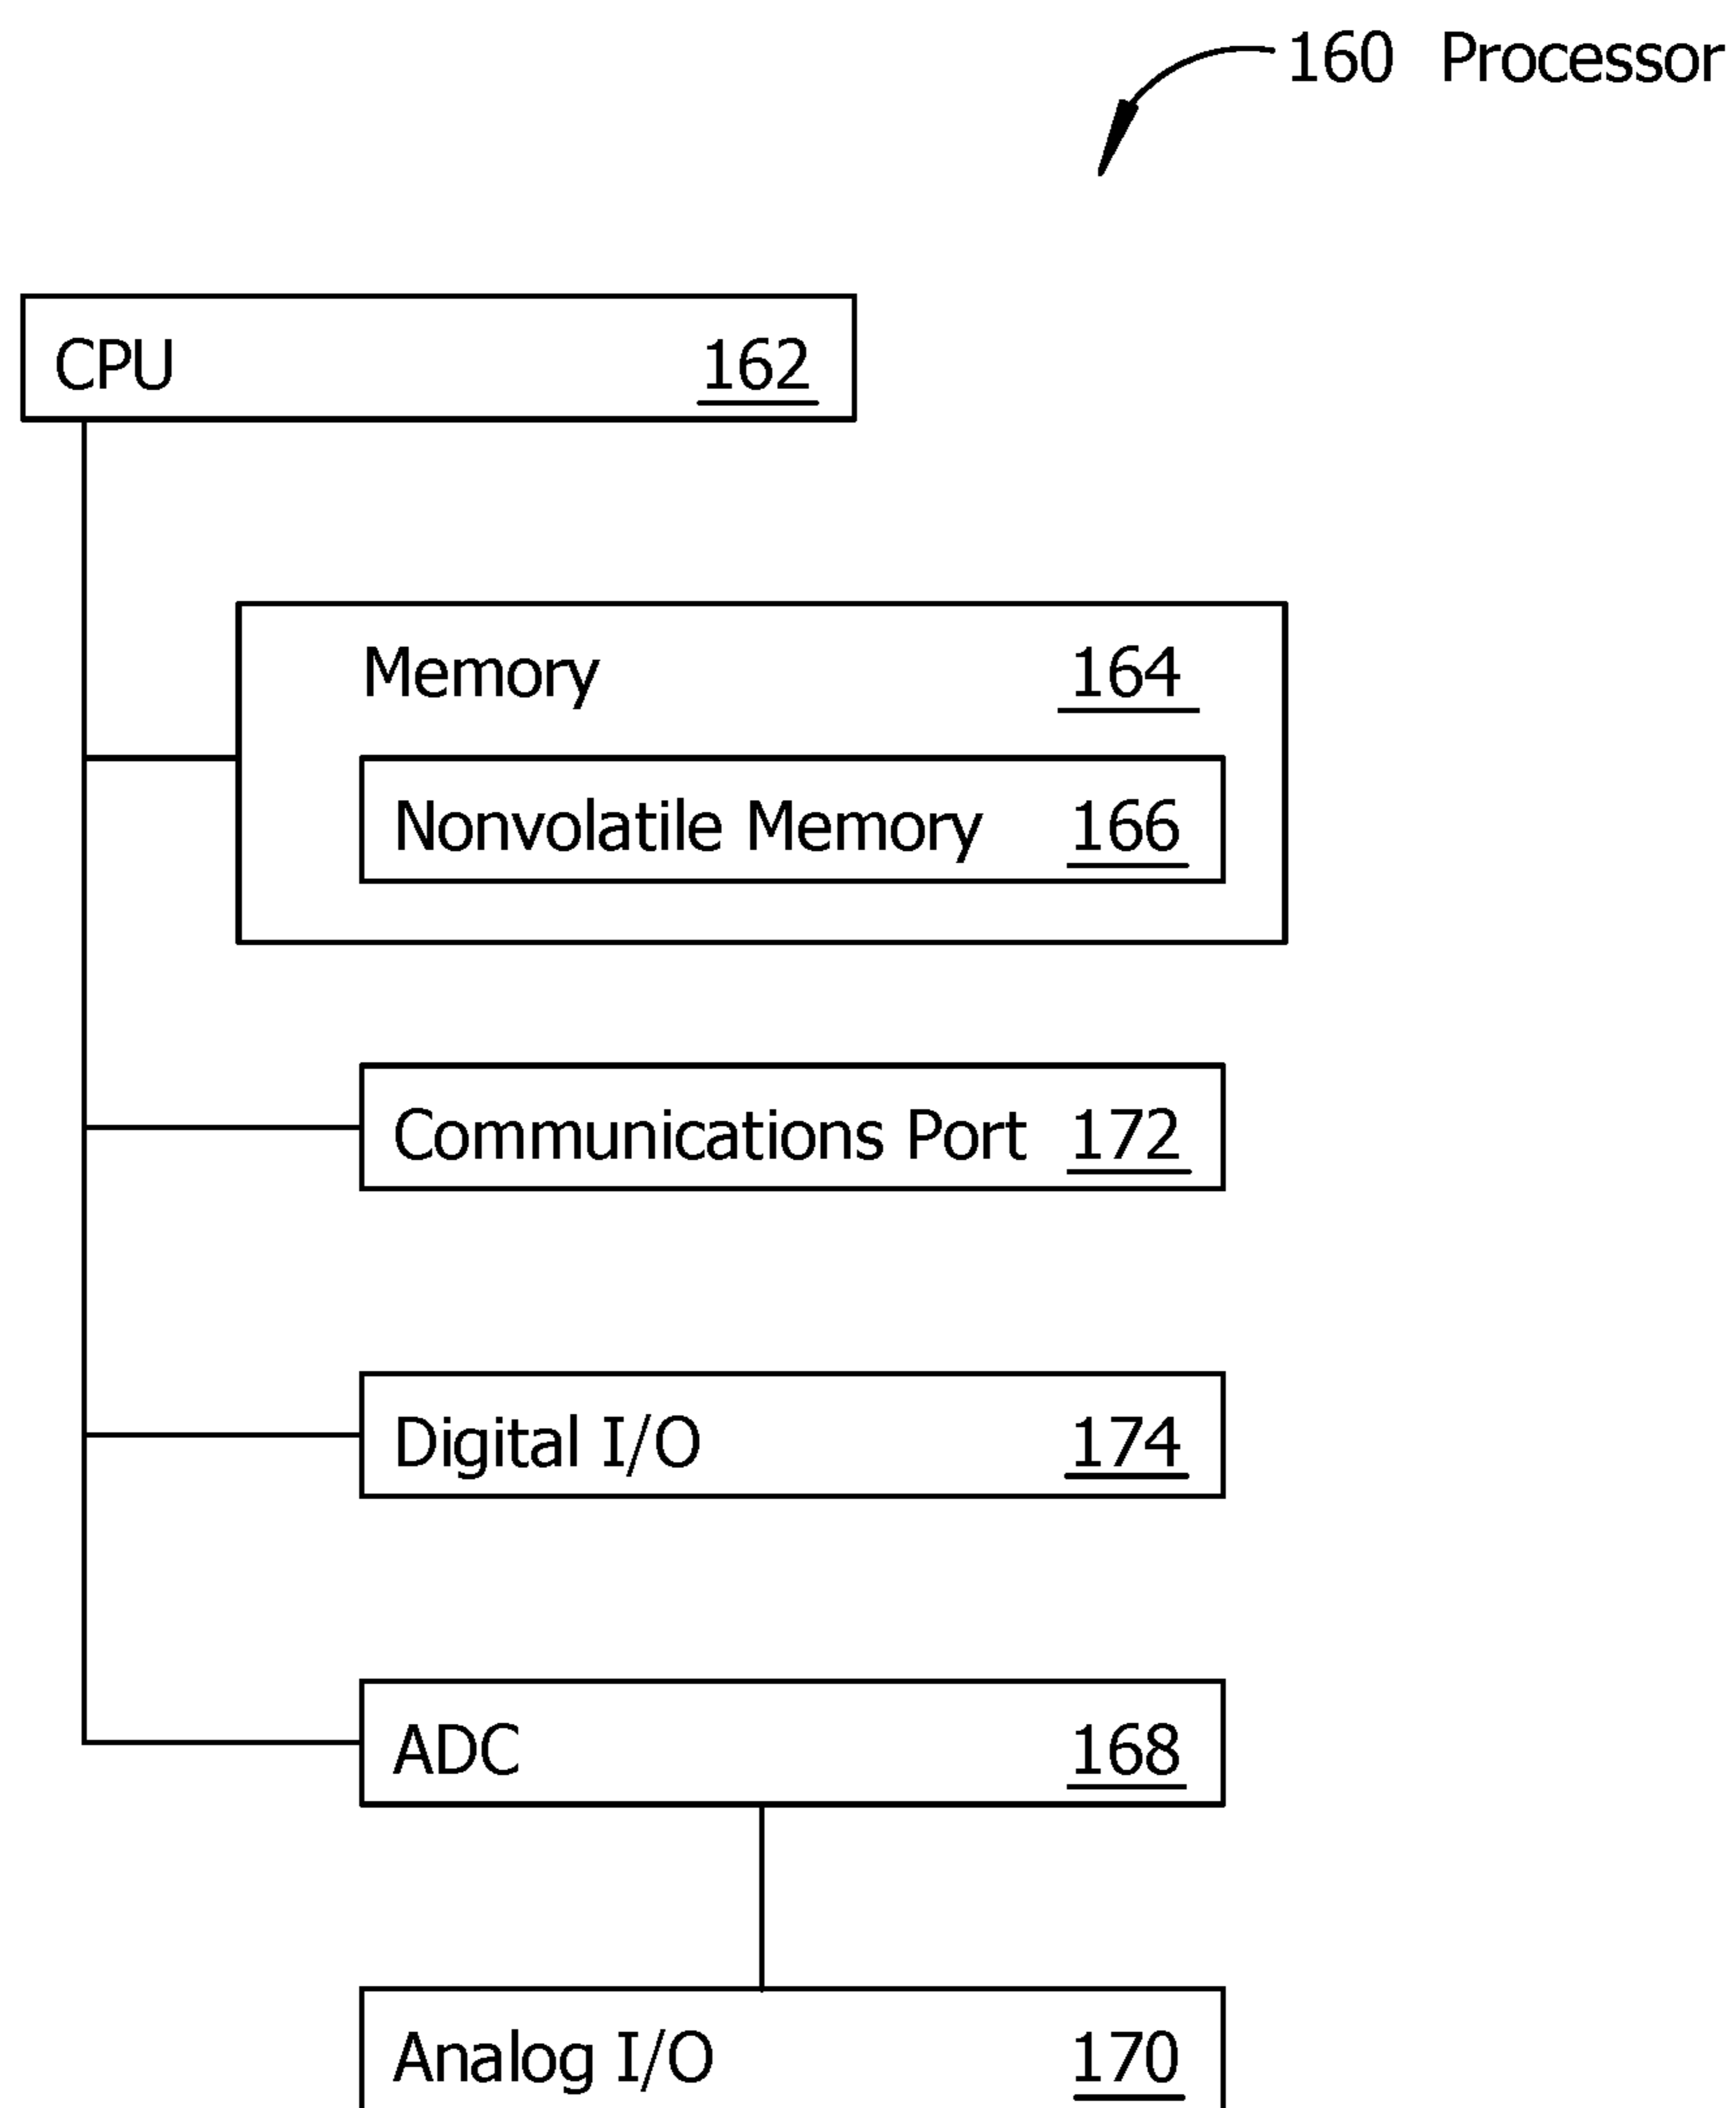 160 Processor
CPU 162
Memory 164
Nonvolatile Memory 166
Communications Port 172
Digital I/O 174
ADC 168
Analog I/O 170